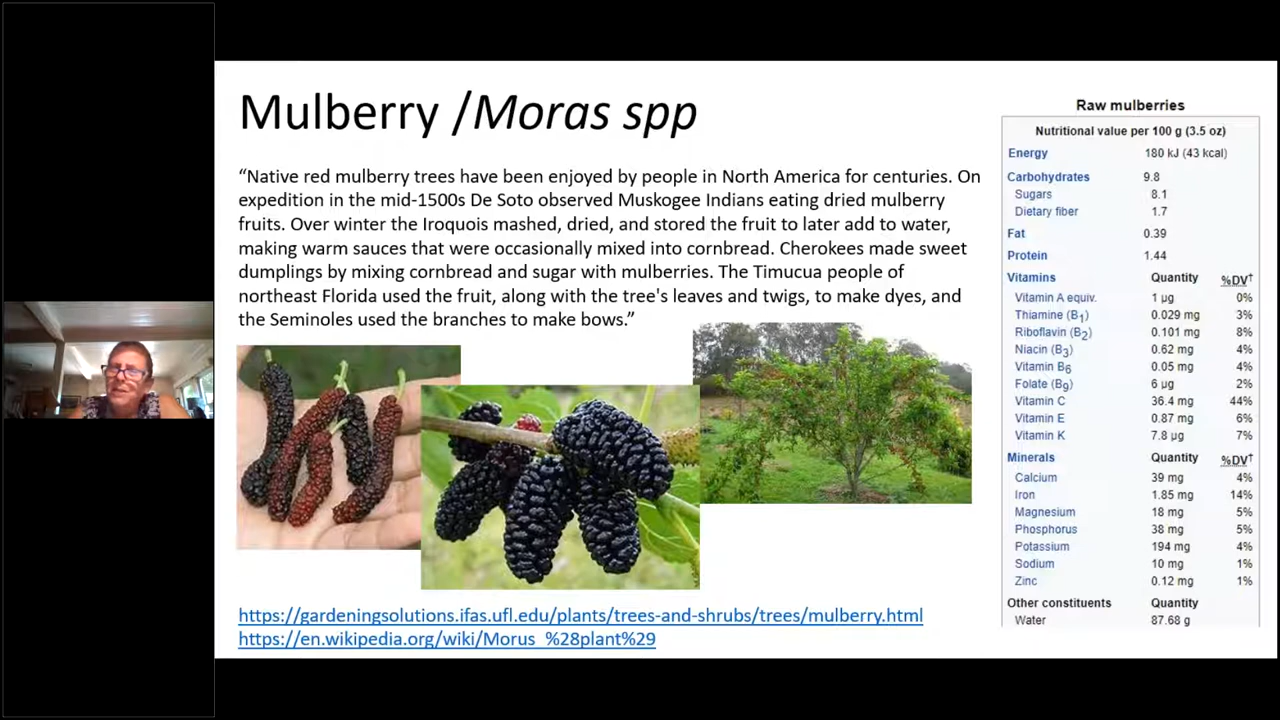 Mulberry /Moras spp
“Native red mulberry trees have been enjoyed by people in North America for centuries. On
expedition in the mid-1500s De Soto observed Muskogee Indians eating dried mulberry
fruits. Over winter the Iroquois mashed, dried, and stored the fruit to later add to water,
making warm sauces that were occasionally mixed into cornbread. Cherokees made sweet
dumplings by mixing cornbread and sugar with mulberries. The Timucua people of
northeast Florida used the fruit, along with the tree's leaves and twigs, to make dyes, and
the Seminoles used the branches to make bows.”
https://gardeningsolutions.ifas.ufl.edu/plants/trees-and-shrubs/trees/mulberry.html
https://en.wikipedia.org/wiki/Morus_%28plant%29
Raw mulberries
Nutritional value per 100 g (3.5 oz)
Energy 180 kJ (43 kcal)
Carbohydrates 9.8
Sugars 8.1
Dietary fiber 1.7
Fat 0.39
Protein 1.44
Vitamins Quantity %DV†
Vitamin A equiv. 1 μg 0%
Thiamine (B1) 0.029 mg 3%
Riboflavin (B2) 0.101 mg 8%
Niacin (B3) 0.62 mg 4%
Vitamin B6 0.05 mg 4%
Folate (B9) 6 μg 2%
Vitamin C 36.4 mg 44%
Vitamin E 0.87 mg 6%
Vitamin K 7.8 μg 7%
Minerals Quantity %DV†
Calcium 39 mg 4%
Iron 1.85 mg 14%
Magnesium 18 mg 5%
Phosphorus 38 mg 5%
Potassium 194 mg 4%
Sodium 10 mg 1%
Zinc 0.12 mg 1%
Other constituents Quantity
Water 87.68 g